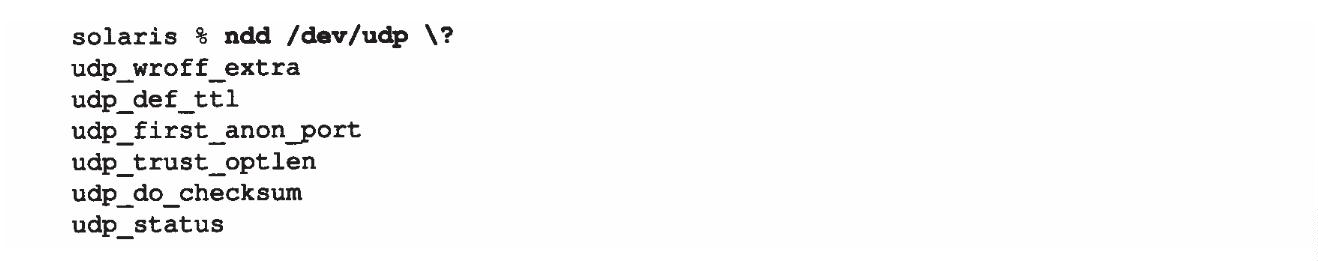 solaris % ndd /dev/udp \?
udp_wroff_extra
udp_def_ttl
udp_first_anon_port
udp_trust_optlen
udp_do_checksum
udp_status